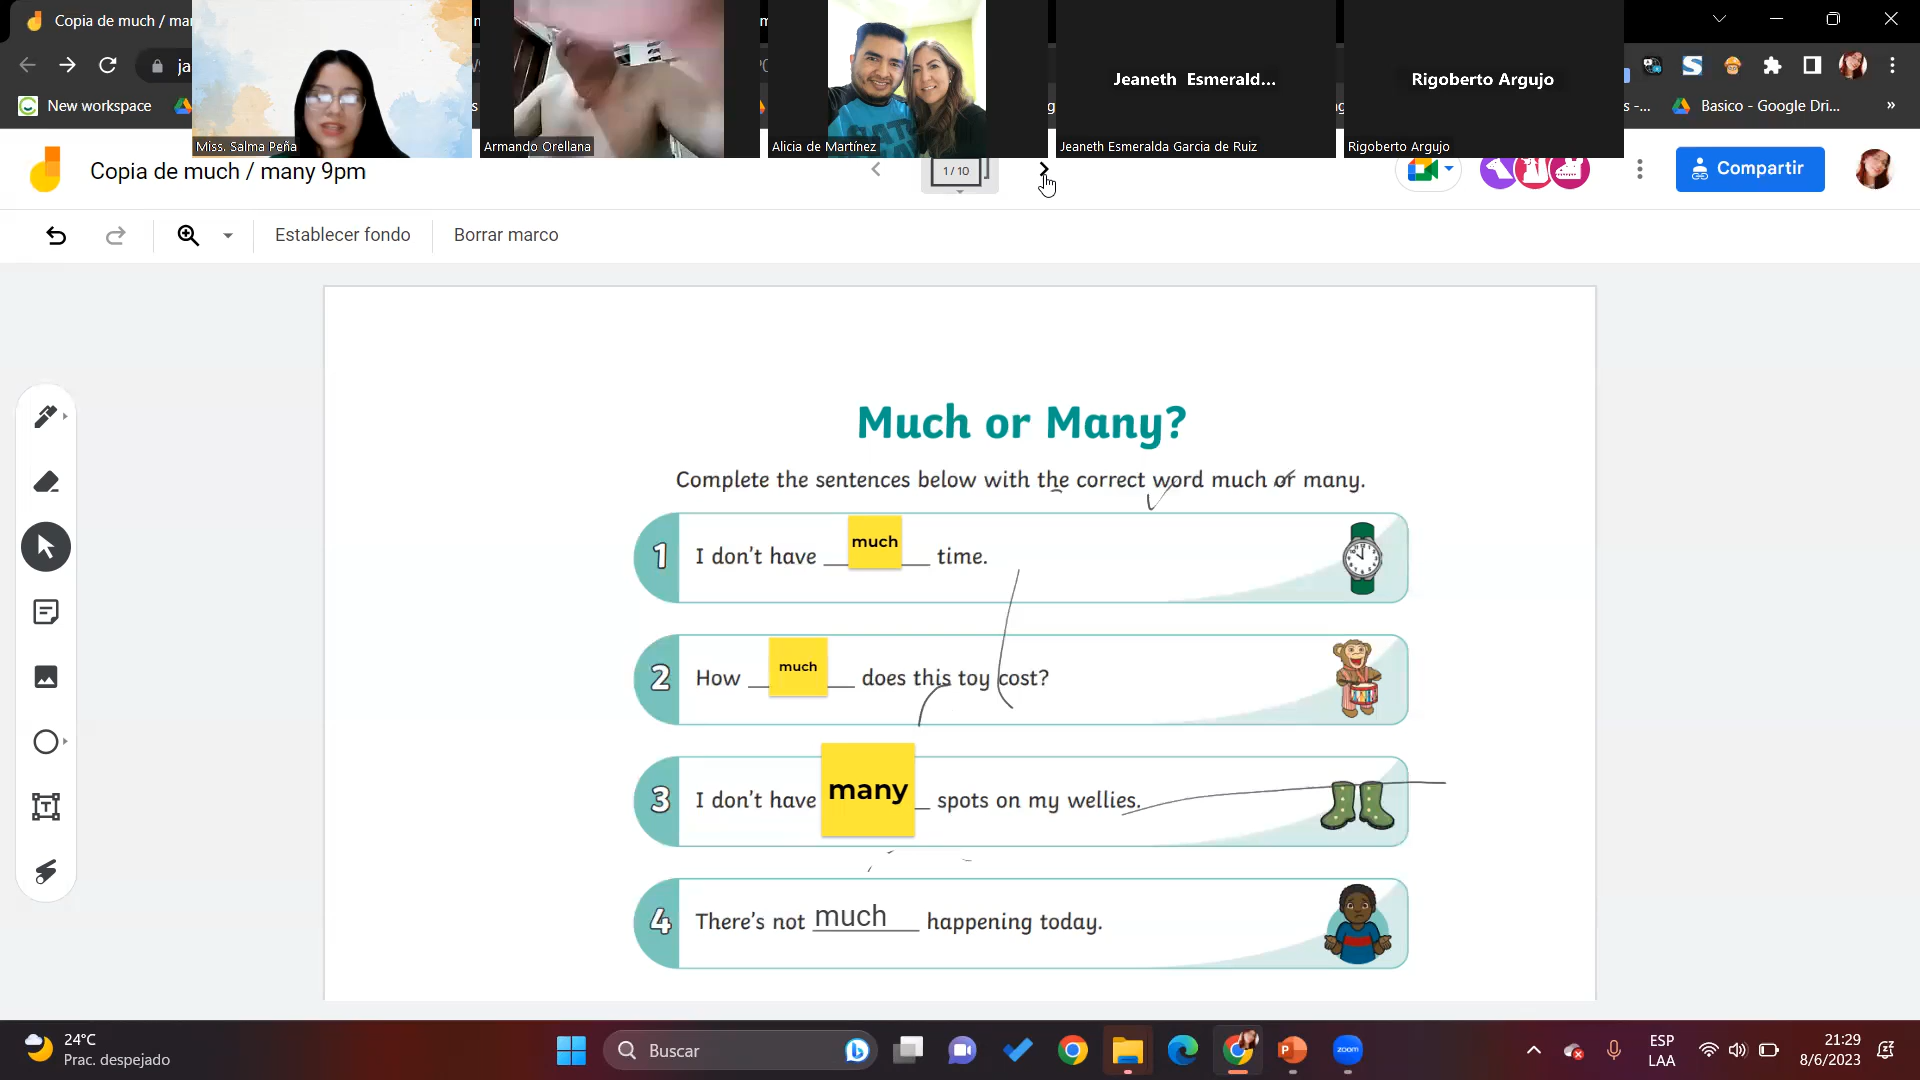 Copia de much / ma
ja
New workspace
s -...
Basico - Google Dri...
»
Miss. Salma Peña
Armando Orellana
Alicia de Martínez
Jeaneth Esmerald...
Jeaneth Esmeralda Garcia de Ruiz
Rigoberto Argujo
Rigoberto Argujo
Copia de much / many 9pm
1 / 10
Compartir
Establecer fondo
Borrar marco
Much or Many?
Complete the sentences below with the correct word much or many.
1 I don't have much time.
2 How much does this toy cost?
3 I don't have many spots on my wellies.
4 There's not much happening today.
24°C
Prac. despejado
Buscar
zoom
ESP
LAA
21:29
8/6/2023